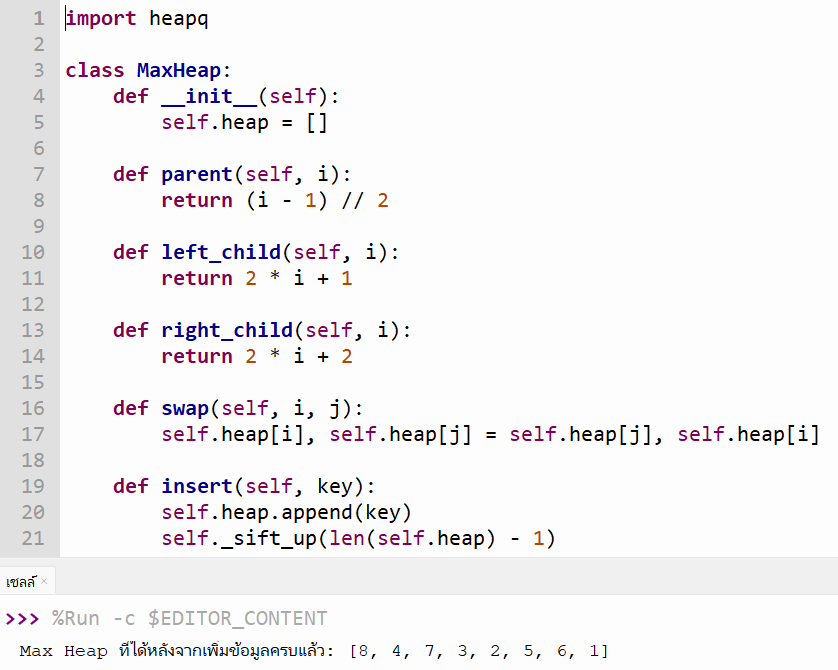 1 import heapq
2
3 class MaxHeap:
4     def __init__(self):
5         self.heap = []
6
7     def parent(self, i):
8         return (i - 1) // 2
9
10     def left_child(self, i):
11         return 2 * i + 1
12
13     def right_child(self, i):
14         return 2 * i + 2
15
16     def swap(self, i, j):
17         self.heap[i], self.heap[j] = self.heap[j], self.heap[i]
18
19     def insert(self, key):
20         self.heap.append(key)
21         self._sift_up(len(self.heap) - 1)
เชลล์ ×
>>> %Run -c $EDITOR_CONTENT
Max Heap ที่ได้หลังจากเพิ่มข้อมูลครบแล้ว: [8, 4, 7, 3, 2, 5, 6, 1]